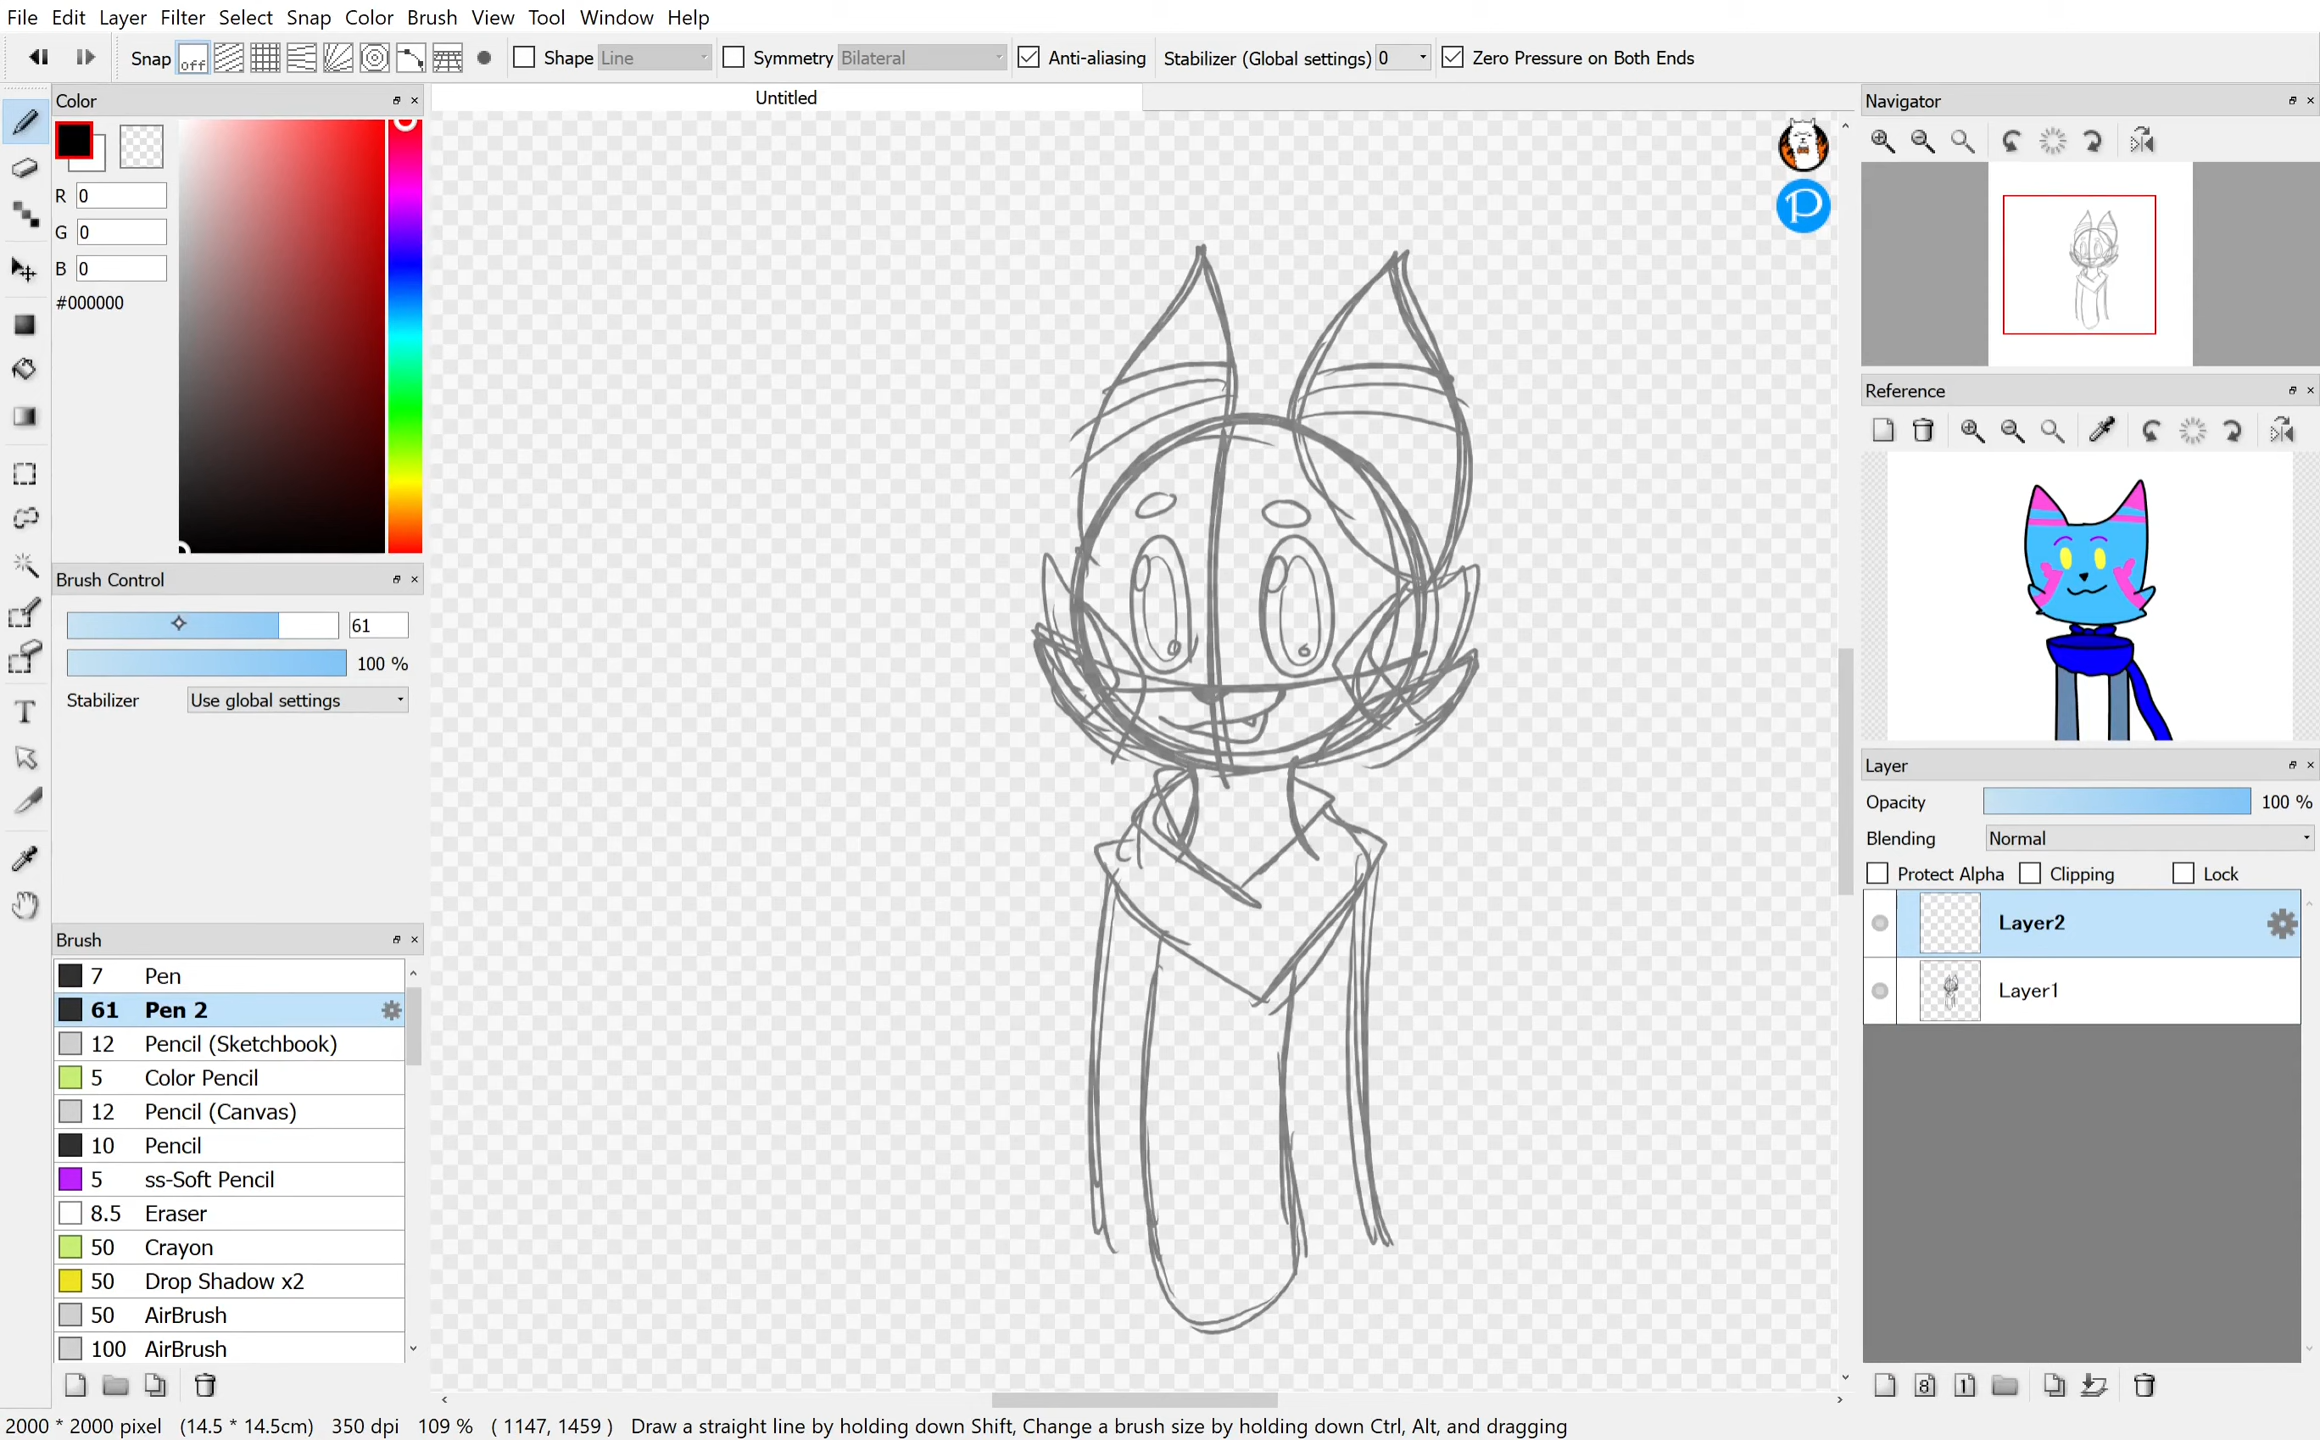 File Edit Layer Filter Select Snap Color Brush View Tool Window Help
Snap off Shape Line Symmetry Bilateral Anti-aliasing Stabilizer (Global settings) 0 Zero Pressure on Both Ends
Color
Untitled
Navigator
R 0
G 0
B 0
#000000
P
Reference
Brush Control
61
100 %
Stabilizer Use global settings
Layer
Opacity 100 %
Blending Normal
Protect Alpha Clipping Lock
Layer2
Layer1
Brush
7 Pen
61 Pen 2
12 Pencil (Sketchbook)
5 Color Pencil
12 Pencil (Canvas)
10 Pencil
5 ss-Soft Pencil
8.5 Eraser
50 Crayon
50 Drop Shadow x2
50 AirBrush
100 AirBrush
8 1
2000 * 2000 pixel (14.5 * 14.5cm) 350 dpi 109 % ( 1147, 1459 ) Draw a straight line by holding down Shift, Change a brush size by holding down Ctrl, Alt, and dragging